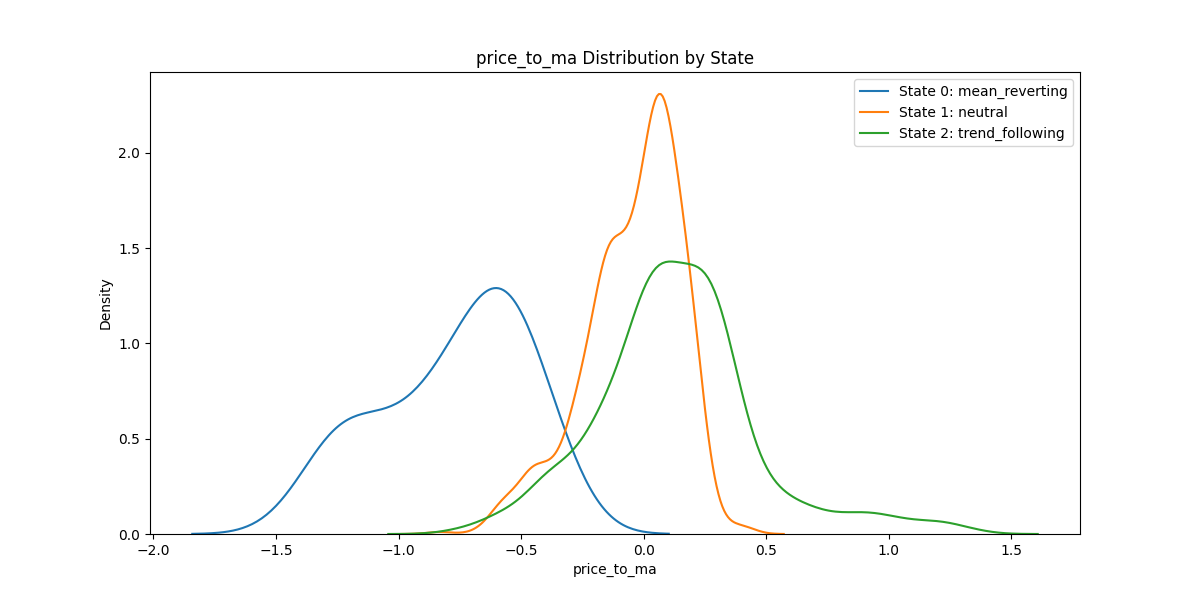 price_to_ma Distribution by State
State 0: mean_reverting
State 1: neutral
State 2: trend_following
Density
2.0
1.5
1.0
0.5
0.0
−2.0 −1.5 −1.0 −0.5 0.0 0.5 1.0 1.5
price_to_ma